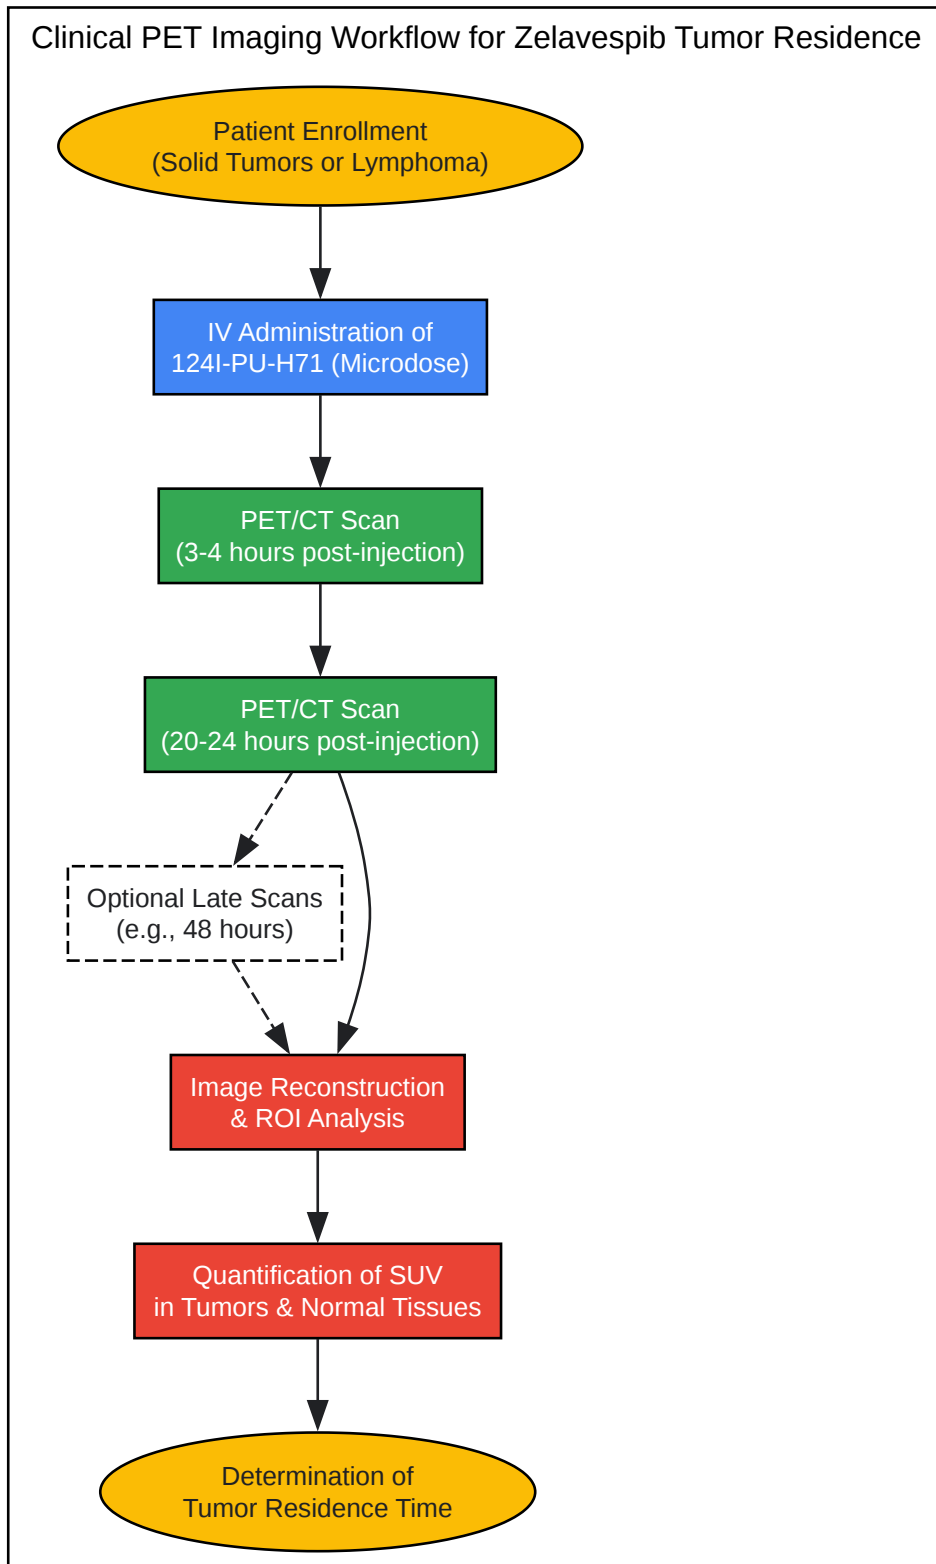 Clinical PET Imaging Workflow for Zelavespib Tumor Residence
Patient Enrollment
(Solid Tumors or Lymphoma)
IV Administration of
124I-PU-H71 (Microdose)
PET/CT Scan
(3-4 hours post-injection)
PET/CT Scan
(20-24 hours post-injection)
Optional Late Scans
(e.g., 48 hours)
Image Reconstruction
& ROI Analysis
Quantification of SUV
in Tumors & Normal Tissues
Determination of
Tumor Residence Time